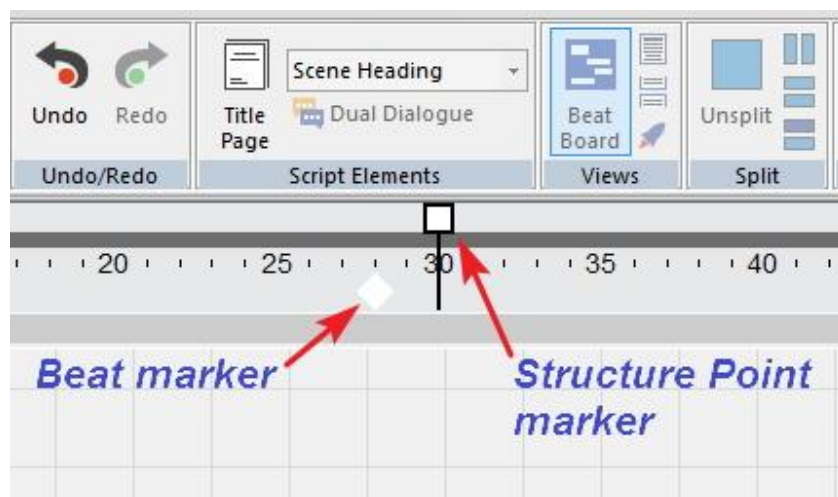 Undo
Redo
Title
Page
Scene Heading
Dual Dialogue
Beat
Board
Unsplit
Undo/Redo
Script Elements
Views
Split
20 25 30 35 40
Beat marker
Structure Point
marker